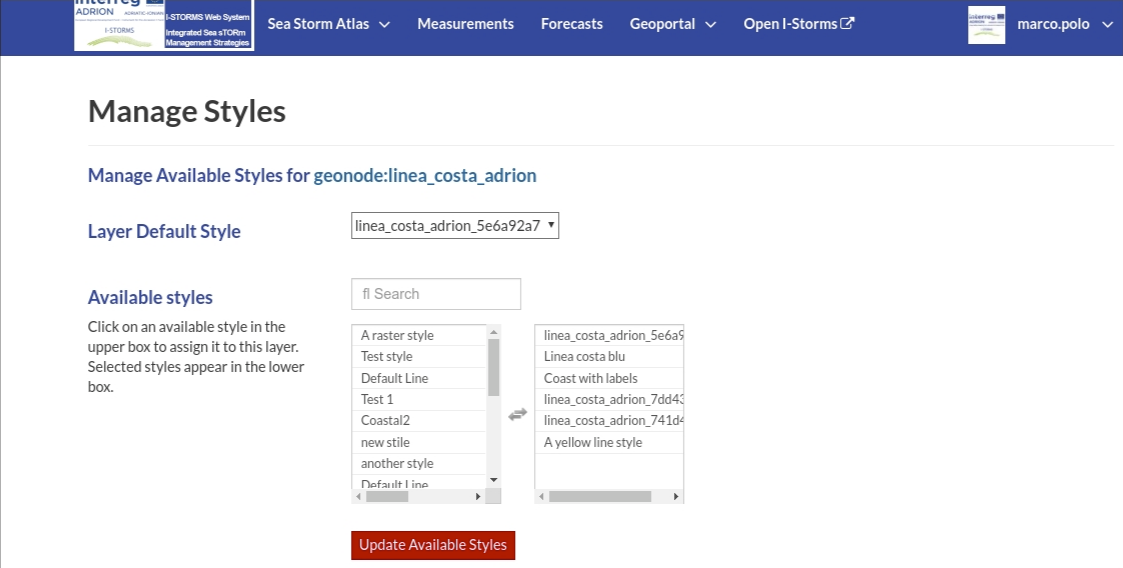 Interreg
ADRION ADRIATIC-IONIAN
I-STORMS
I-STORMS Web System
Integrated Sea sTORm
Management Strategies
Sea Storm Atlas
Measurements
Forecasts
Geoportal
Open I-Storms
marco.polo
Manage Styles
Manage Available Styles for geonode:linea_costa_adrion
Layer Default Style
linea_costa_adrion_5e6a92a7
Available styles
Click on an available style in the
upper box to assign it to this layer.
Selected styles appear in the lower
box.
fl Search
A raster style
Test style
Default Line
Test 1
Coastal2
new stile
another style
Default Line
linea_costa_adrion_5e6a9
Linea costa blu
Coast with labels
linea_costa_adrion_7dd43
linea_costa_adrion_741d4
A yellow line style
Update Available Styles